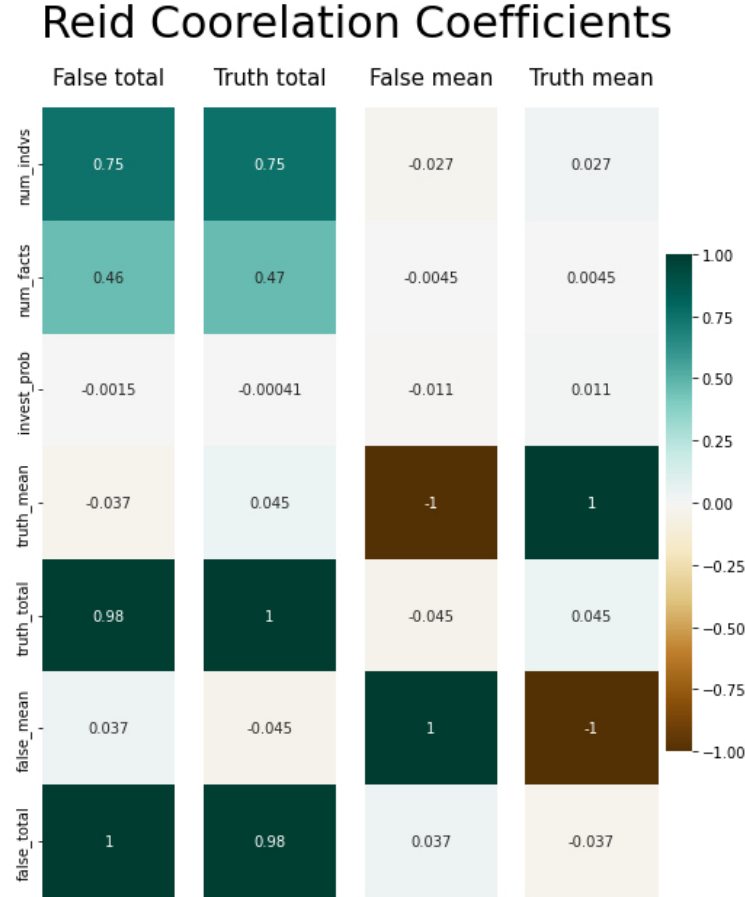 Reid Coorelation Coefficients
False total Truth total False mean Truth mean
num_indvs 0.75 0.75 -0.027 0.027
num_facts 0.46 0.47 -0.0045 0.0045
invest_prob -0.0015 -0.00041 -0.011 0.011
truth_mean -0.037 0.045 -1 1
truth_total 0.98 1 -0.045 0.045
false_mean 0.037 -0.045 1 -1
false_total 1 0.98 0.037 -0.037
1.00
0.75
0.50
0.25
0.00
−0.25
−0.50
−0.75
−1.00